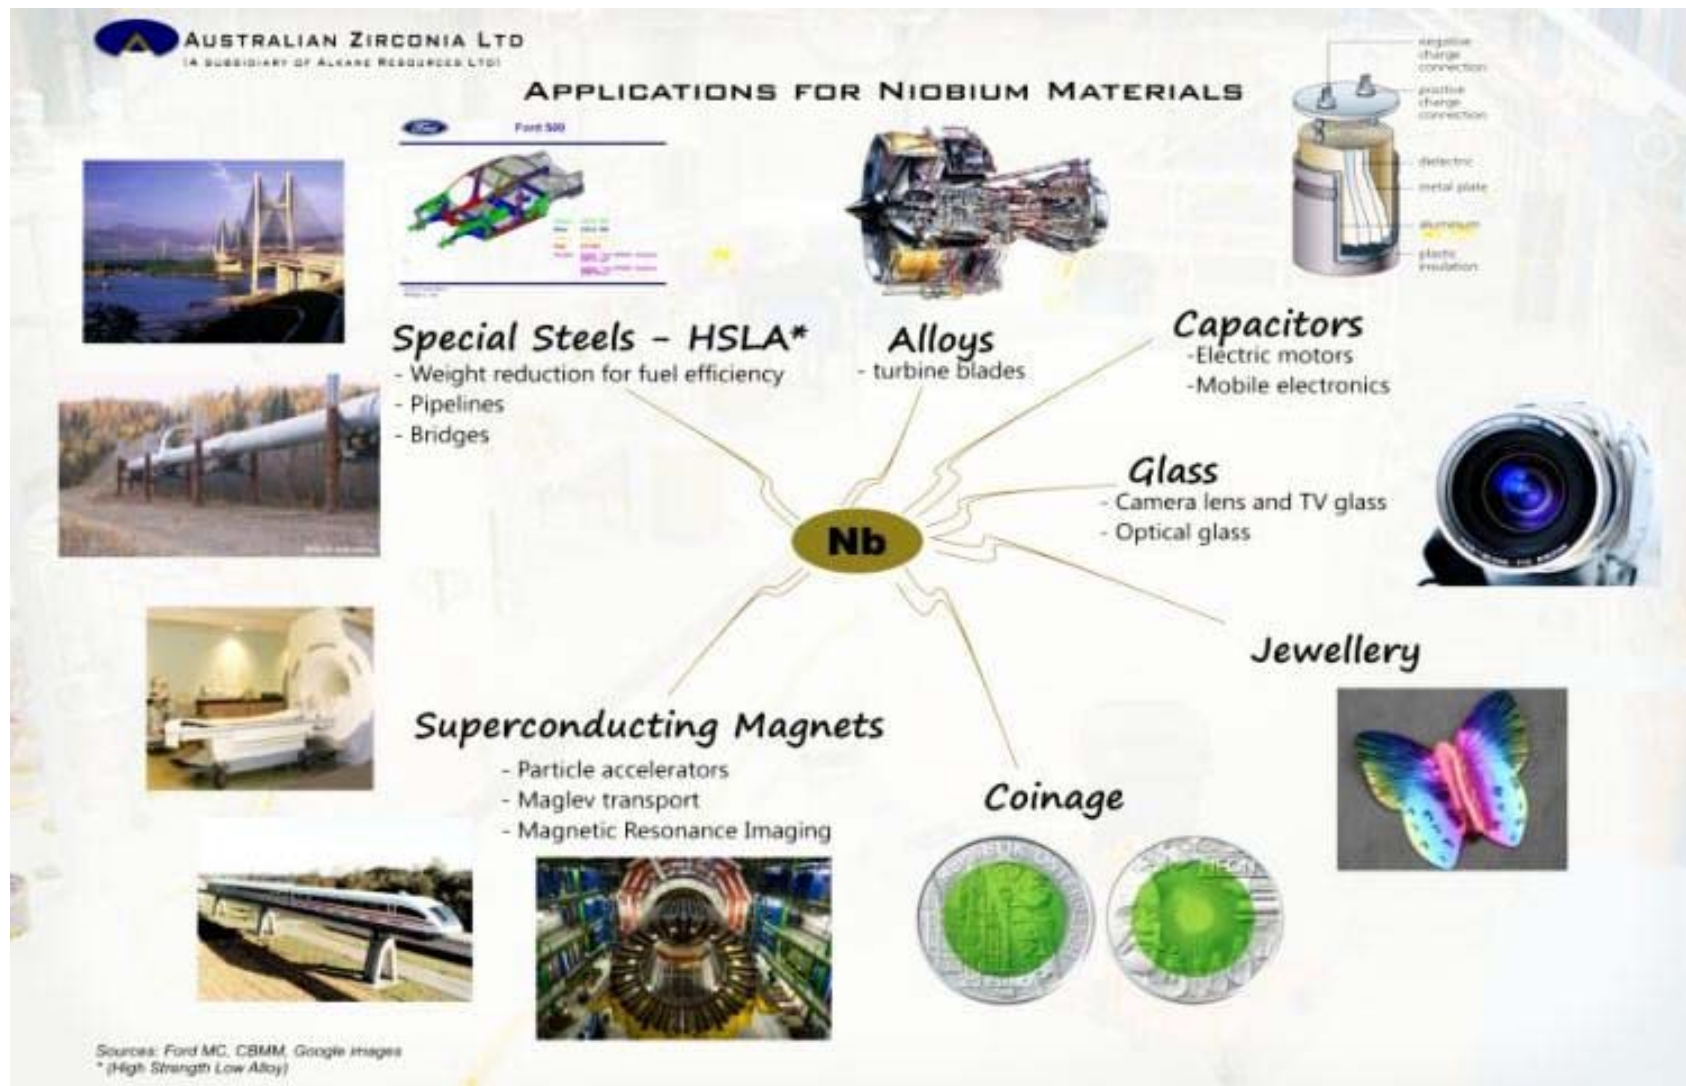 AUSTRALIAN ZIRCONIA LTD
(A SUBSIDIARY OF ALKANE RESOURCES LTD)
APPLICATIONS FOR NIOBIUM MATERIALS
Ford
Ford 500
negative
charge
connection
positive
charge
connection
dielectric
metal plate
aluminum
plastic
insulation
Special Steels - HSLA*
- Weight reduction for fuel efficiency
- Pipelines
- Bridges
Alloys
- turbine blades
Capacitors
-Electric motors
-Mobile electronics
Glass
- Camera lens and TV glass
- Optical glass
Nb
Jewellery
Superconducting Magnets
- Particle accelerators
- Maglev transport
- Magnetic Resonance Imaging
Coinage
Sources: Ford MC, CBMM, Google images
* (High Strength Low Alloy)